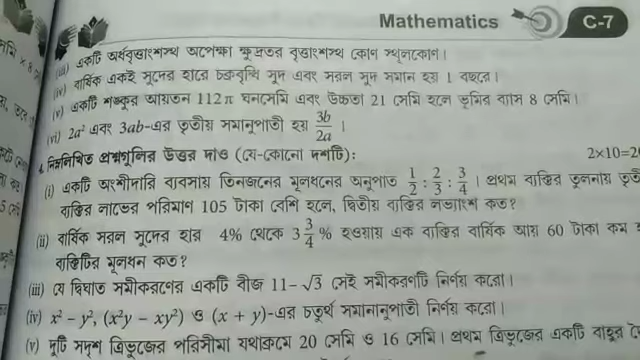 Mathematics C-7
(iii) একটি অর্ধবৃত্তাংশস্থ অপেক্ষা ক্ষুদ্রতর বৃত্তাংশস্থ কোণ স্থূলকোণ।
(iv) বার্ষিক একই সুদের হারে চক্রবৃদ্ধি সুদ এবং সরল সুদ সমান হয় 1 বছরে।
(v) একটি শঙ্কুর আয়তন 112π ঘনসেমি এবং উচ্চতা 21 সেমি হলে ভূমির ব্যাস 8 সেমি।
(vi) 2a² এবং 3ab-এর তৃতীয় সমানুপাতী হয় 3b/2a ।
নিম্নলিখিত প্রশ্নগুলির উত্তর দাও (যে-কোনো দশটি): 2×10=20
(i) একটি অংশীদারি ব্যবসায় তিনজনের মূলধনের অনুপাত 1/2 : 2/3 : 3/4 । প্রথম ব্যক্তির তুলনায়
ব্যক্তির লাভের পরিমাণ 105 টাকা বেশি হলে, দ্বিতীয় ব্যক্তির লভ্যাংশ কত?
(ii) বার্ষিক সরল সুদের হার 4% থেকে 3 3/4 % হওয়ায় এক ব্যক্তির বার্ষিক আয় 60 টাকা কম
ব্যক্তিটির মূলধন কত?
(iii) যে দ্বিঘাত সমীকরণের একটি বীজ 11-√3 সেই সমীকরণটি নির্ণয় করো।
(iv) x² – y², (x²y – xy²) ও (x + y)-এর চতুর্থ সমানুপাতী নির্ণয় করো।
(v) দুটি সদৃশ ত্রিভুজের পরিসীমা যথাক্রমে 20 সেমি ও 16 সেমি। প্রথম ত্রিভুজের একটি বাহুর